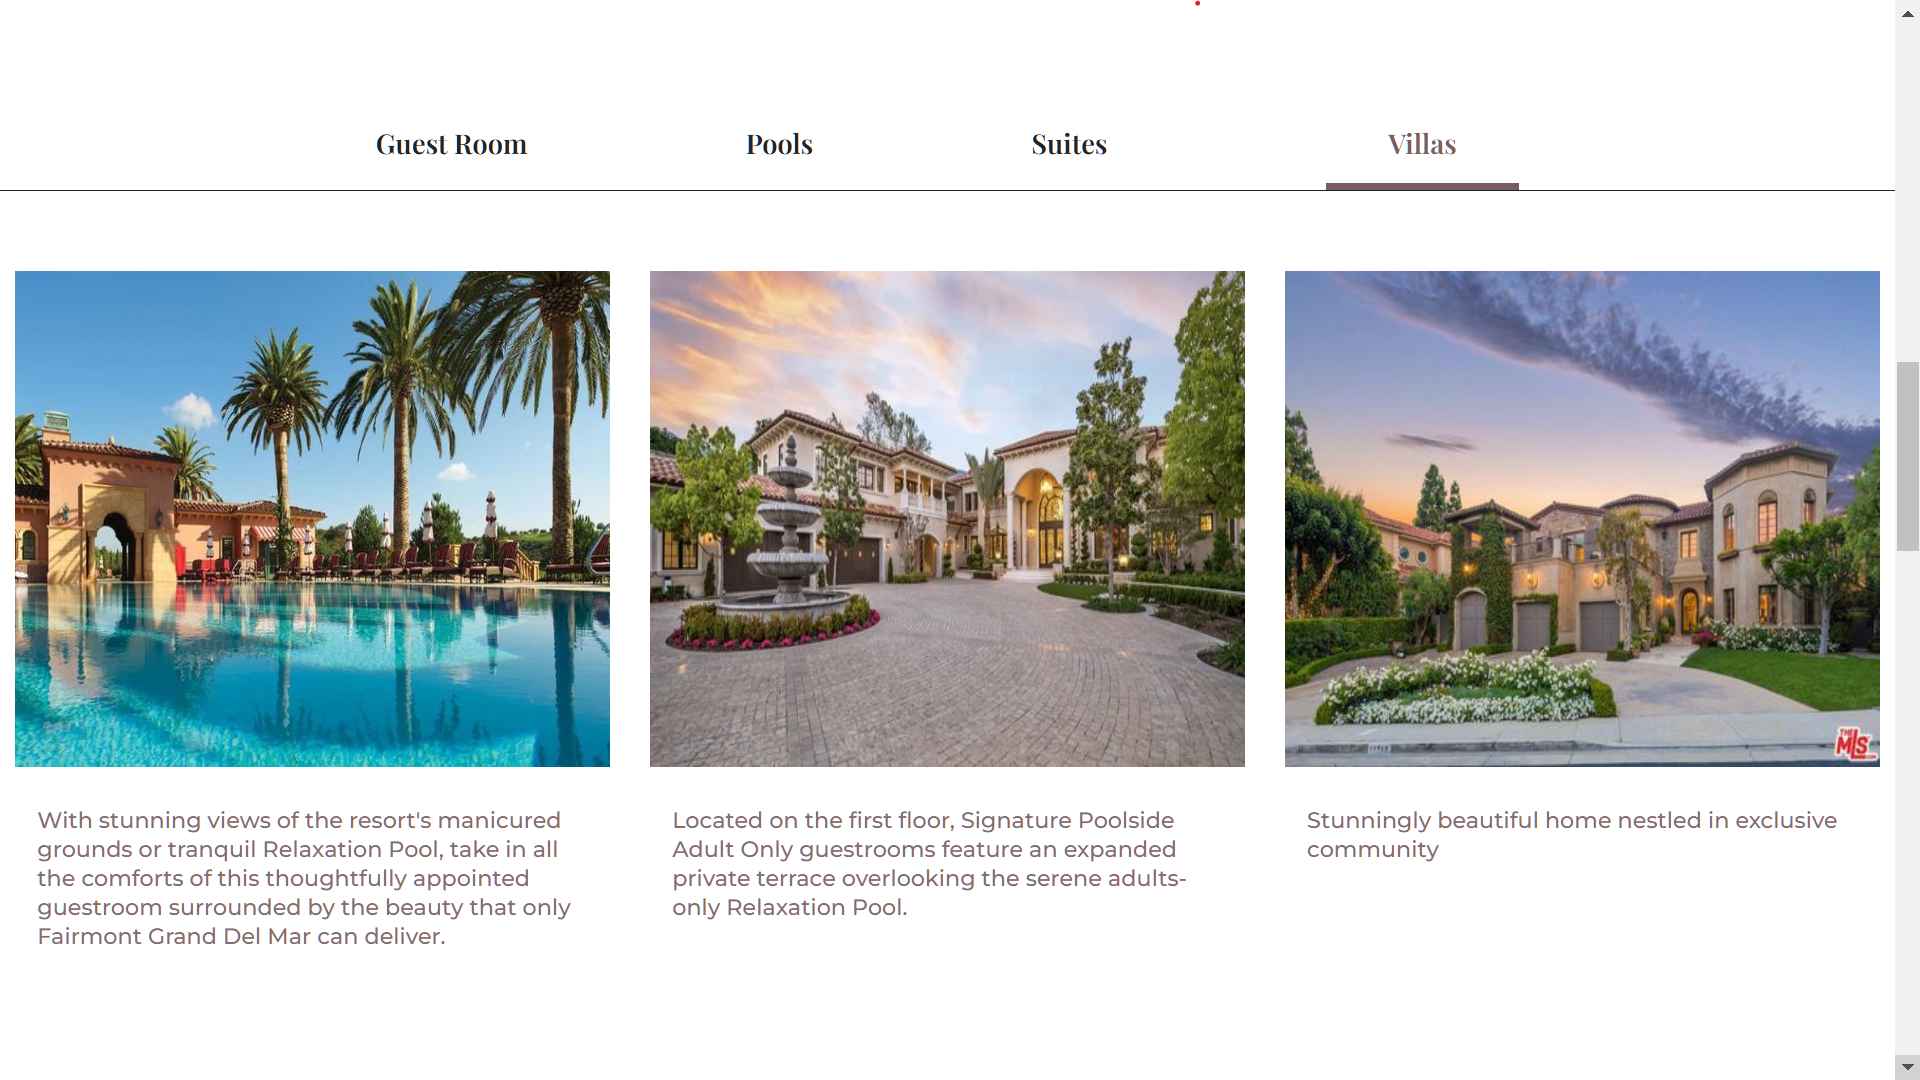 Guest Room
Pools
Suites
Villas
With stunning views of the resort's manicured
grounds or tranquil Relaxation Pool, take in all
the comforts of this thoughtfully appointed
guestroom surrounded by the beauty that only
Fairmont Grand Del Mar can deliver.
Located on the first floor, Signature Poolside
Adult Only guestrooms feature an expanded
private terrace overlooking the serene adults-
only Relaxation Pool.
THE
MLS
.com
Stunningly beautiful home nestled in exclusive
community